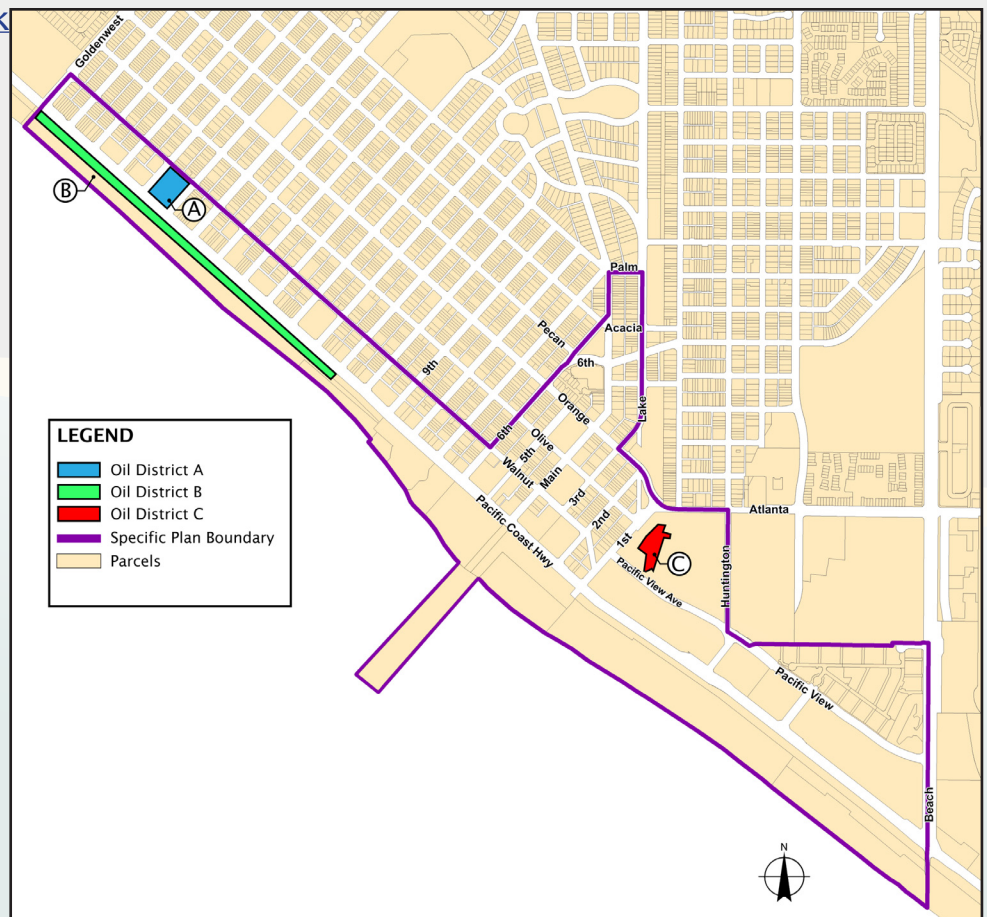 K
Goldenwest
B
A
Palm
Acacia
Pecan
6th
9th
Lake
Orange
6th
Olive
5th
Walnut
Main
3rd
2nd
1st
Pacific Coast Hwy
Atlanta
C
Pacific View Ave
Huntington
Pacific View
Beach
LEGEND
Oil District A
Oil District B
Oil District C
Specific Plan Boundary
Parcels
N